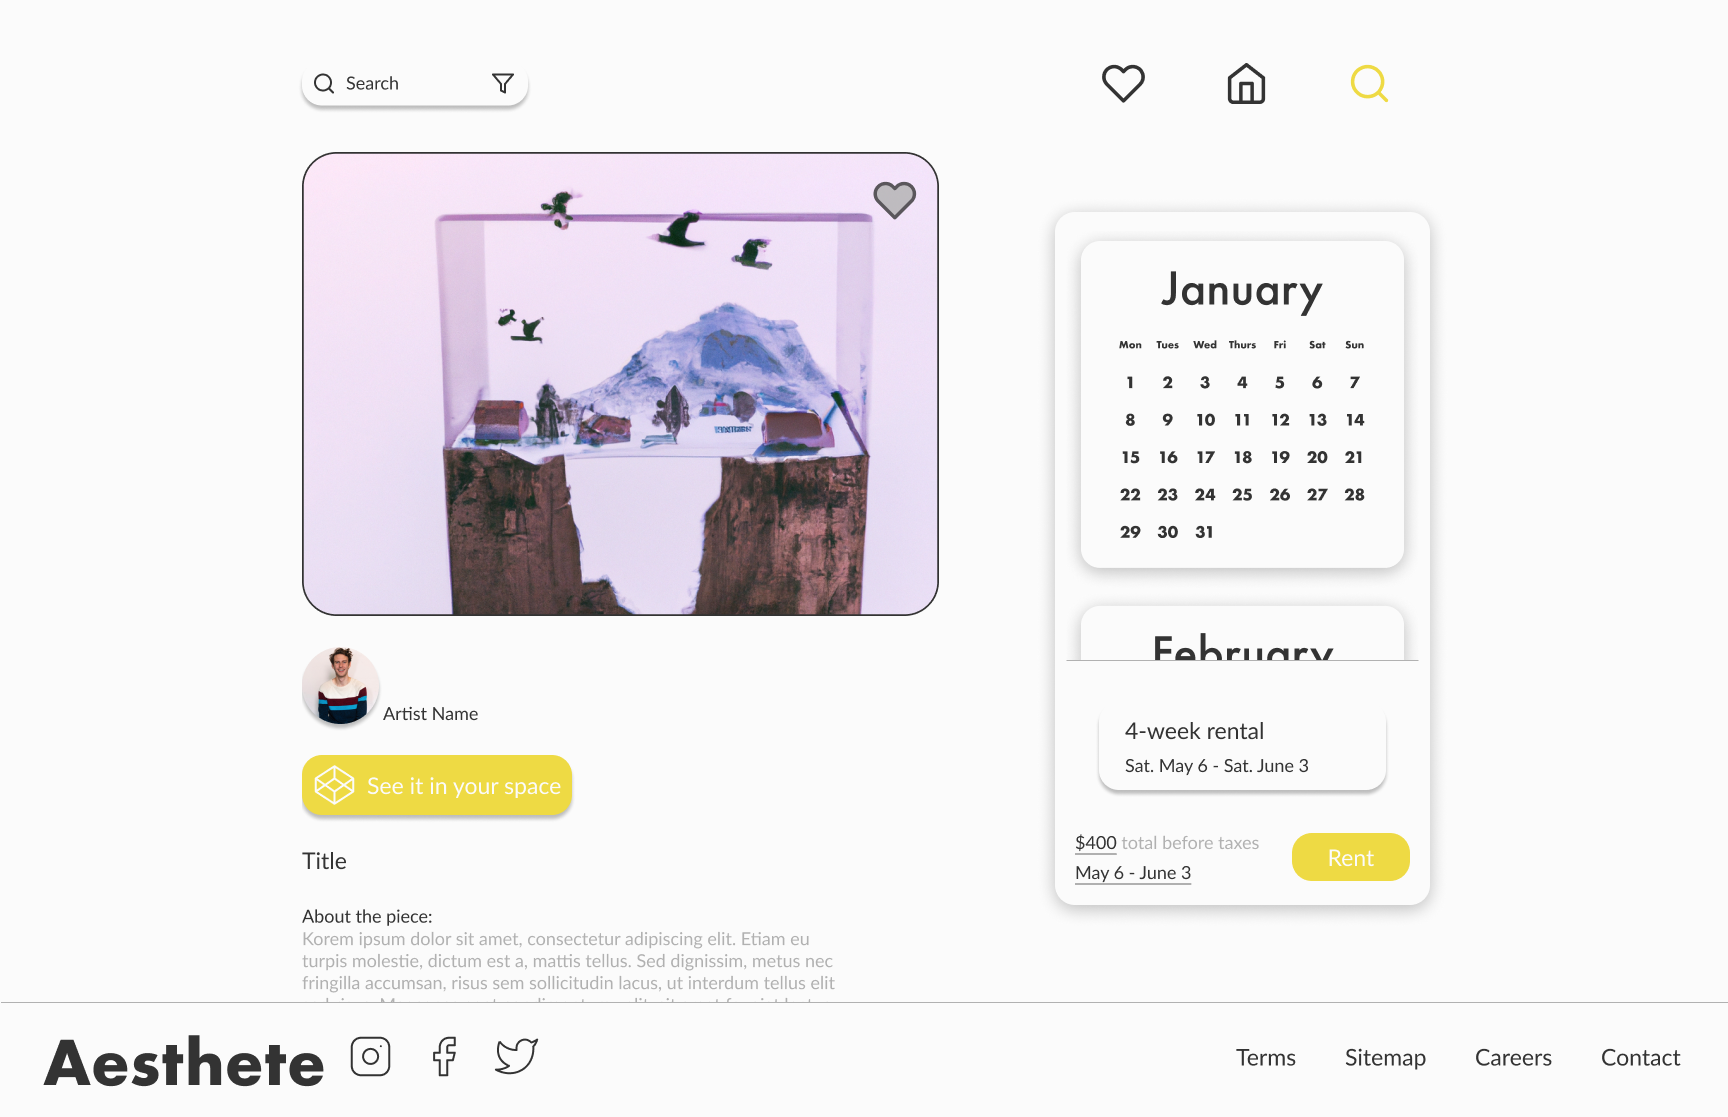 Search
January
Mon Tues Wed Thurs Fri Sat Sun
1 2 3 4 5 6 7
8 9 10 11 12 13 14
15 16 17 18 19 20 21
22 23 24 25 26 27 28
29 30 31
February
4-week rental
Sat. May 6 - Sat. June 3
$400 total before taxes
May 6 - June 3
Rent
Artist Name
See it in your space
Title
About the piece:
Korem ipsum dolor sit amet, consectetur adipiscing elit. Etiam eu
turpis molestie, dictum est a, mattis tellus. Sed dignissim, metus nec
fringilla accumsan, risus sem sollicitudin lacus, ut interdum tellus elit
Aesthete
Terms Sitemap Careers Contact